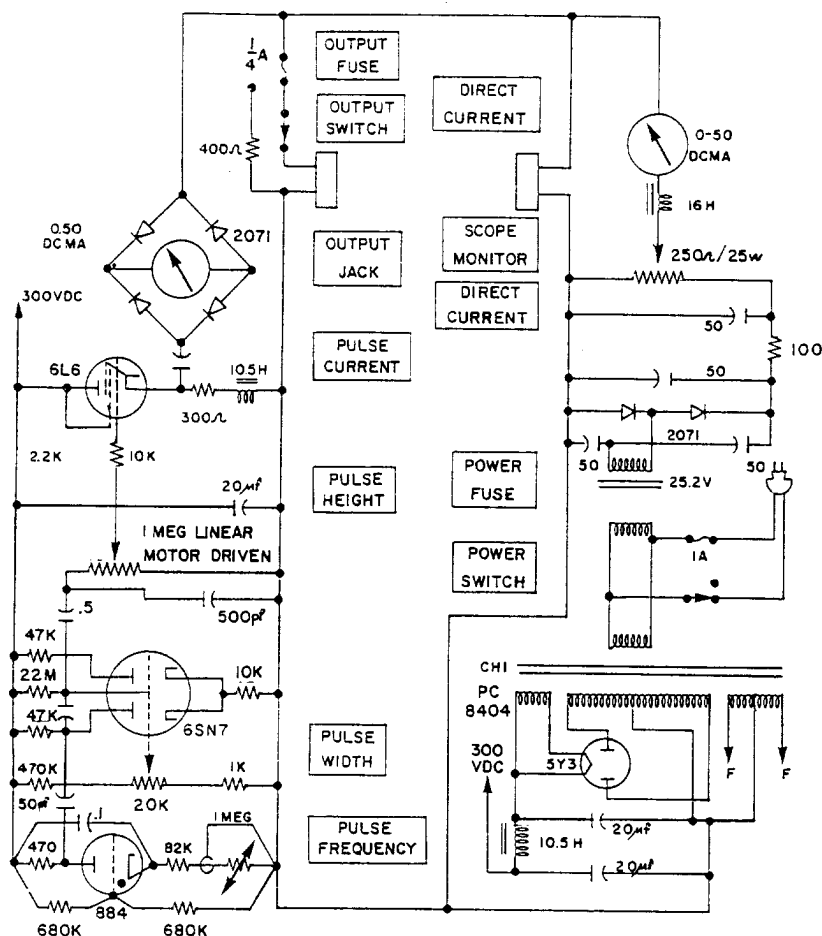 1/4 A
OUTPUT
FUSE
OUTPUT
SWITCH
DIRECT
CURRENT
400Ω
0-50
DCMA
16H
0.50
DCMA
2071
OUTPUT
JACK
SCOPE
MONITOR
250Ω/25W
DIRECT
CURRENT
50
300VDC
100
PULSE
CURRENT
6L6
10.5H
300Ω
50
2071
50
50
2.2K
10K
PULSE
HEIGHT
POWER
FUSE
25.2V
20μf
1 MEG LINEAR
MOTOR DRIVEN
POWER
SWITCH
1A
.5
500pf
47K
22M
10K
47K
6SN7
CHI
PC
8404
PULSE
WIDTH
300
VDC
5Y3
F
F
470K
1K
20K
50pf
.1
1 MEG
PULSE
FREQUENCY
20μf
10.5H
470
82K
20μf
884
680K
680K